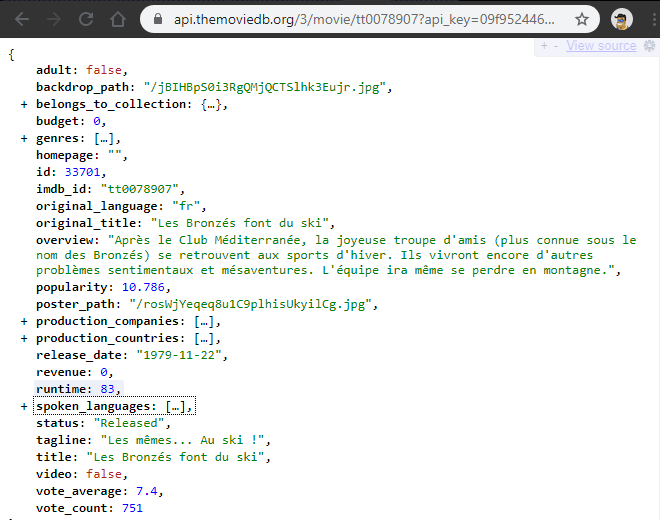 api.themoviedb.org/3/movie/tt0078907?api_key=09f952446...
+ - View source
{
adult: false,
backdrop_path: "/jBIHBpS0i3RgQMjQCTSlhk3Eujr.jpg",
+ belongs_to_collection: {…},
budget: 0,
+ genres: […],
homepage: "",
id: 33701,
imdb_id: "tt0078907",
original_language: "fr",
original_title: "Les Bronzés font du ski",
overview: "Après le Club Méditerranée, la joyeuse troupe d'amis (plus connue sous le
nom des Bronzés) se retrouvent aux sports d'hiver. Ils vivront encore d'autres
problèmes sentimentaux et mésaventures. L'équipe ira même se perdre en montagne.",
popularity: 10.786,
poster_path: "/rosWjYeqeq8u1C9plhisUkyilCg.jpg",
+ production_companies: […],
+ production_countries: […],
release_date: "1979-11-22",
revenue: 0,
runtime: 83,
+ spoken_languages: […],
status: "Released",
tagline: "Les mêmes... Au ski !",
title: "Les Bronzés font du ski",
video: false,
vote_average: 7.4,
vote_count: 751